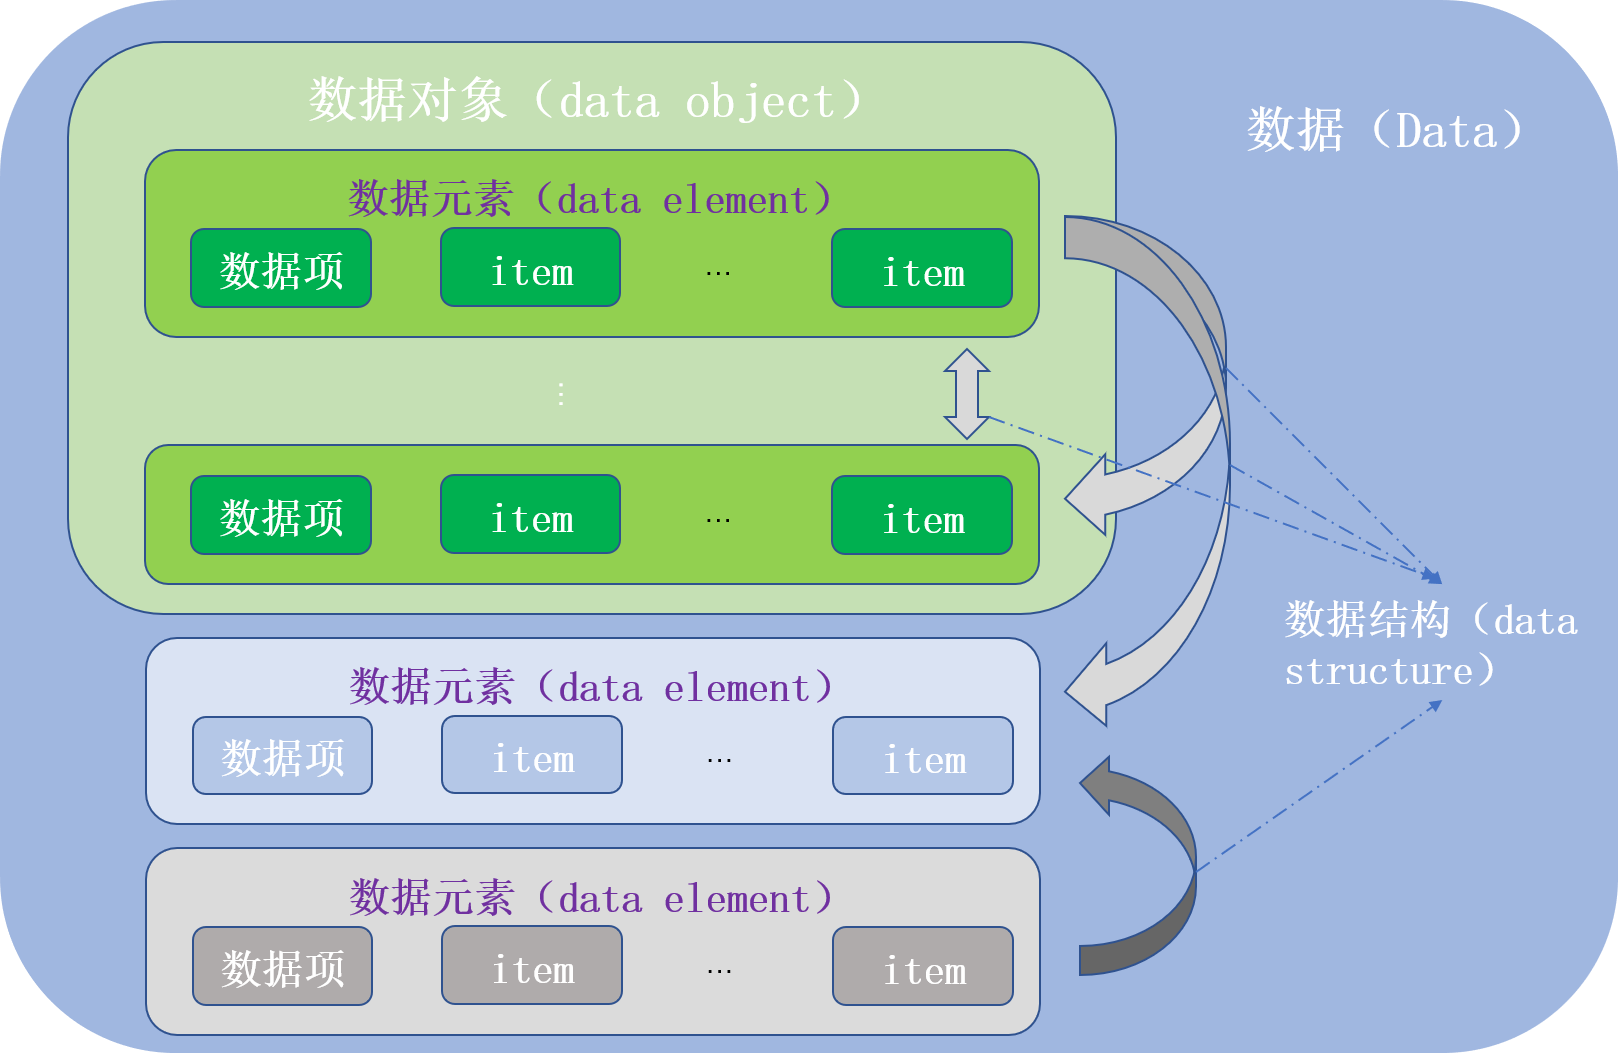 数据对象（data object）
数据（Data）
数据元素（data element）
数据项
item
...
item
...
数据项
item
...
item
数据结构（data
structure）
数据元素（data element）
数据项
item
...
item
数据元素（data element）
数据项
item
...
item